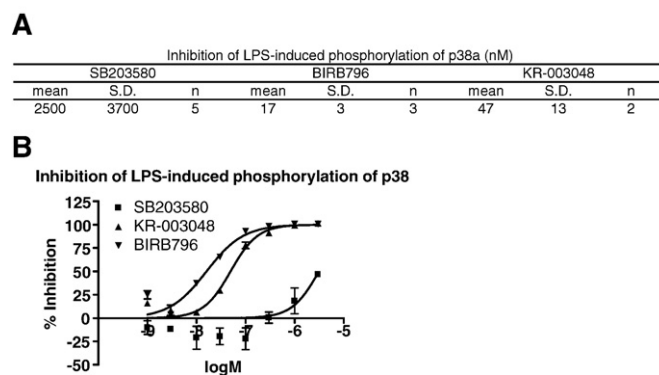 A
Inhibition of LPS-induced phosphorylation of p38a (nM)
SB203580 BIRB796 KR-003048
mean S.D. n mean S.D. n mean S.D. n
2500 3700 5 17 3 3 47 13 2
B
Inhibition of LPS-induced phosphorylation of p38
125
100
75
50
25
0
-25
-50
% Inhibition
SB203580
KR-003048
BIRB796
-9 -8 -7 -6 -5
logM